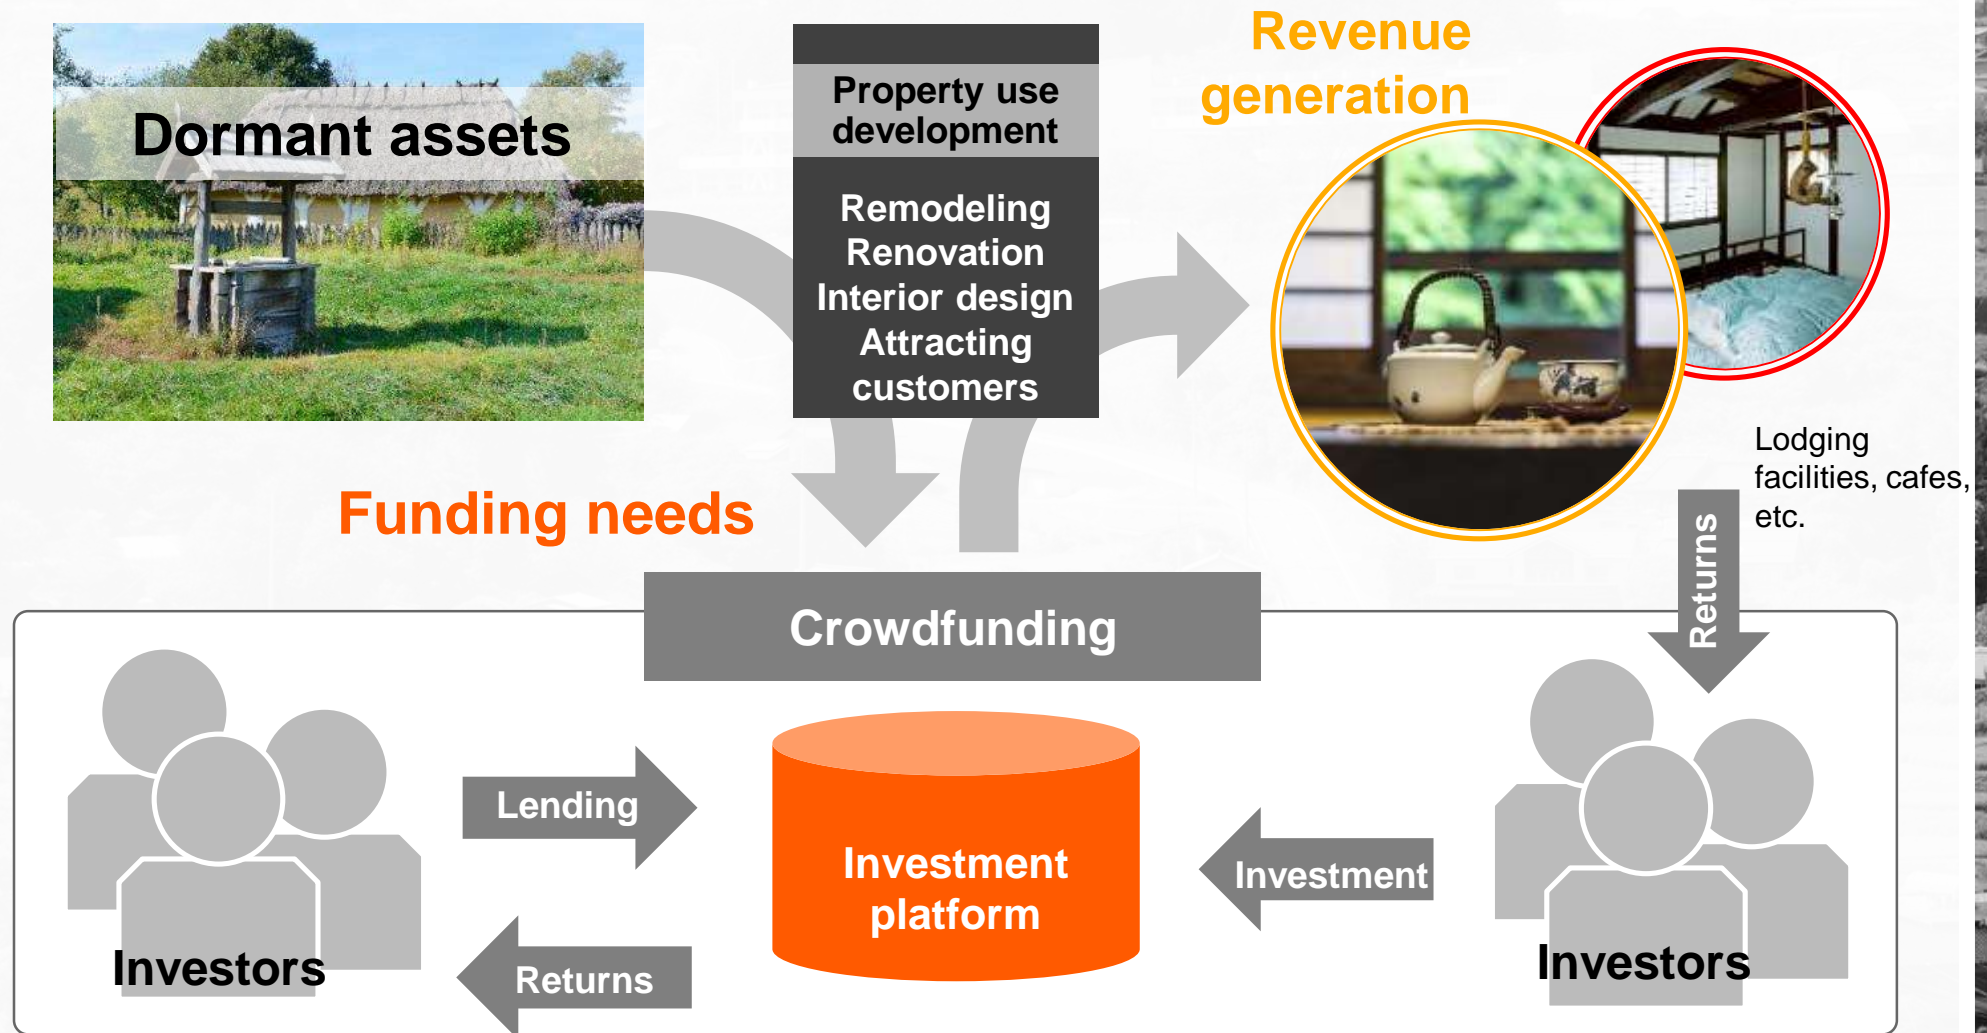 Dormant assets
Property use
development
Remodeling
Renovation
Interior design
Attracting
customers
Revenue
generation
Lodging
facilities, cafes,
etc.
Funding needs
Returns
Crowdfunding
Lending
Investment
platform
Investment
Investors
Returns
Investors